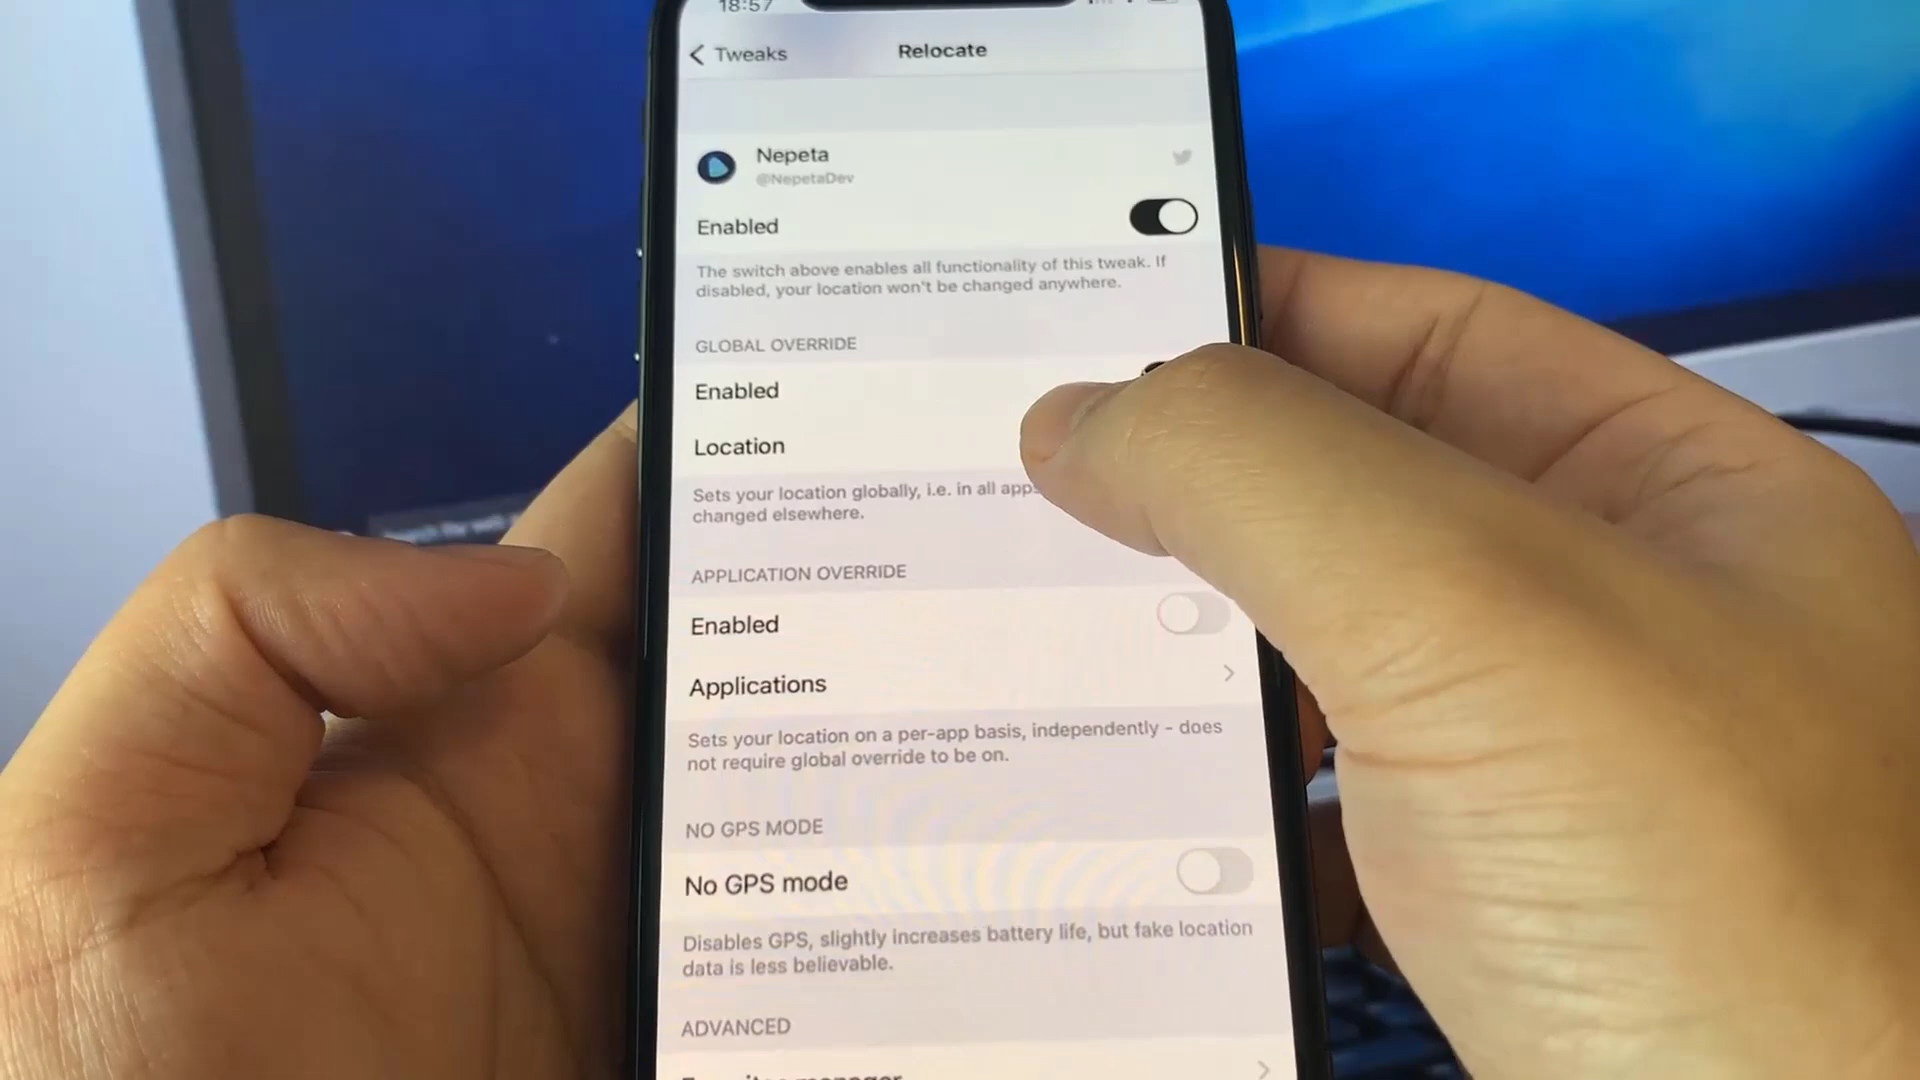 18:57
Tweaks
Relocate
Nepeta
@NepetaDev
Enabled
The switch above enables all functionality of this tweak. If
disabled, your location won't be changed anywhere.
GLOBAL OVERRIDE
Enabled
Location
Sets your location globally, i.e. in all apps
changed elsewhere.
APPLICATION OVERRIDE
Enabled
Applications
Sets your location on a per-app basis, independently - does
not require global override to be on.
NO GPS MODE
No GPS mode
Disables GPS, slightly increases battery life, but fake location
data is less believable.
ADVANCED
Favorites manager